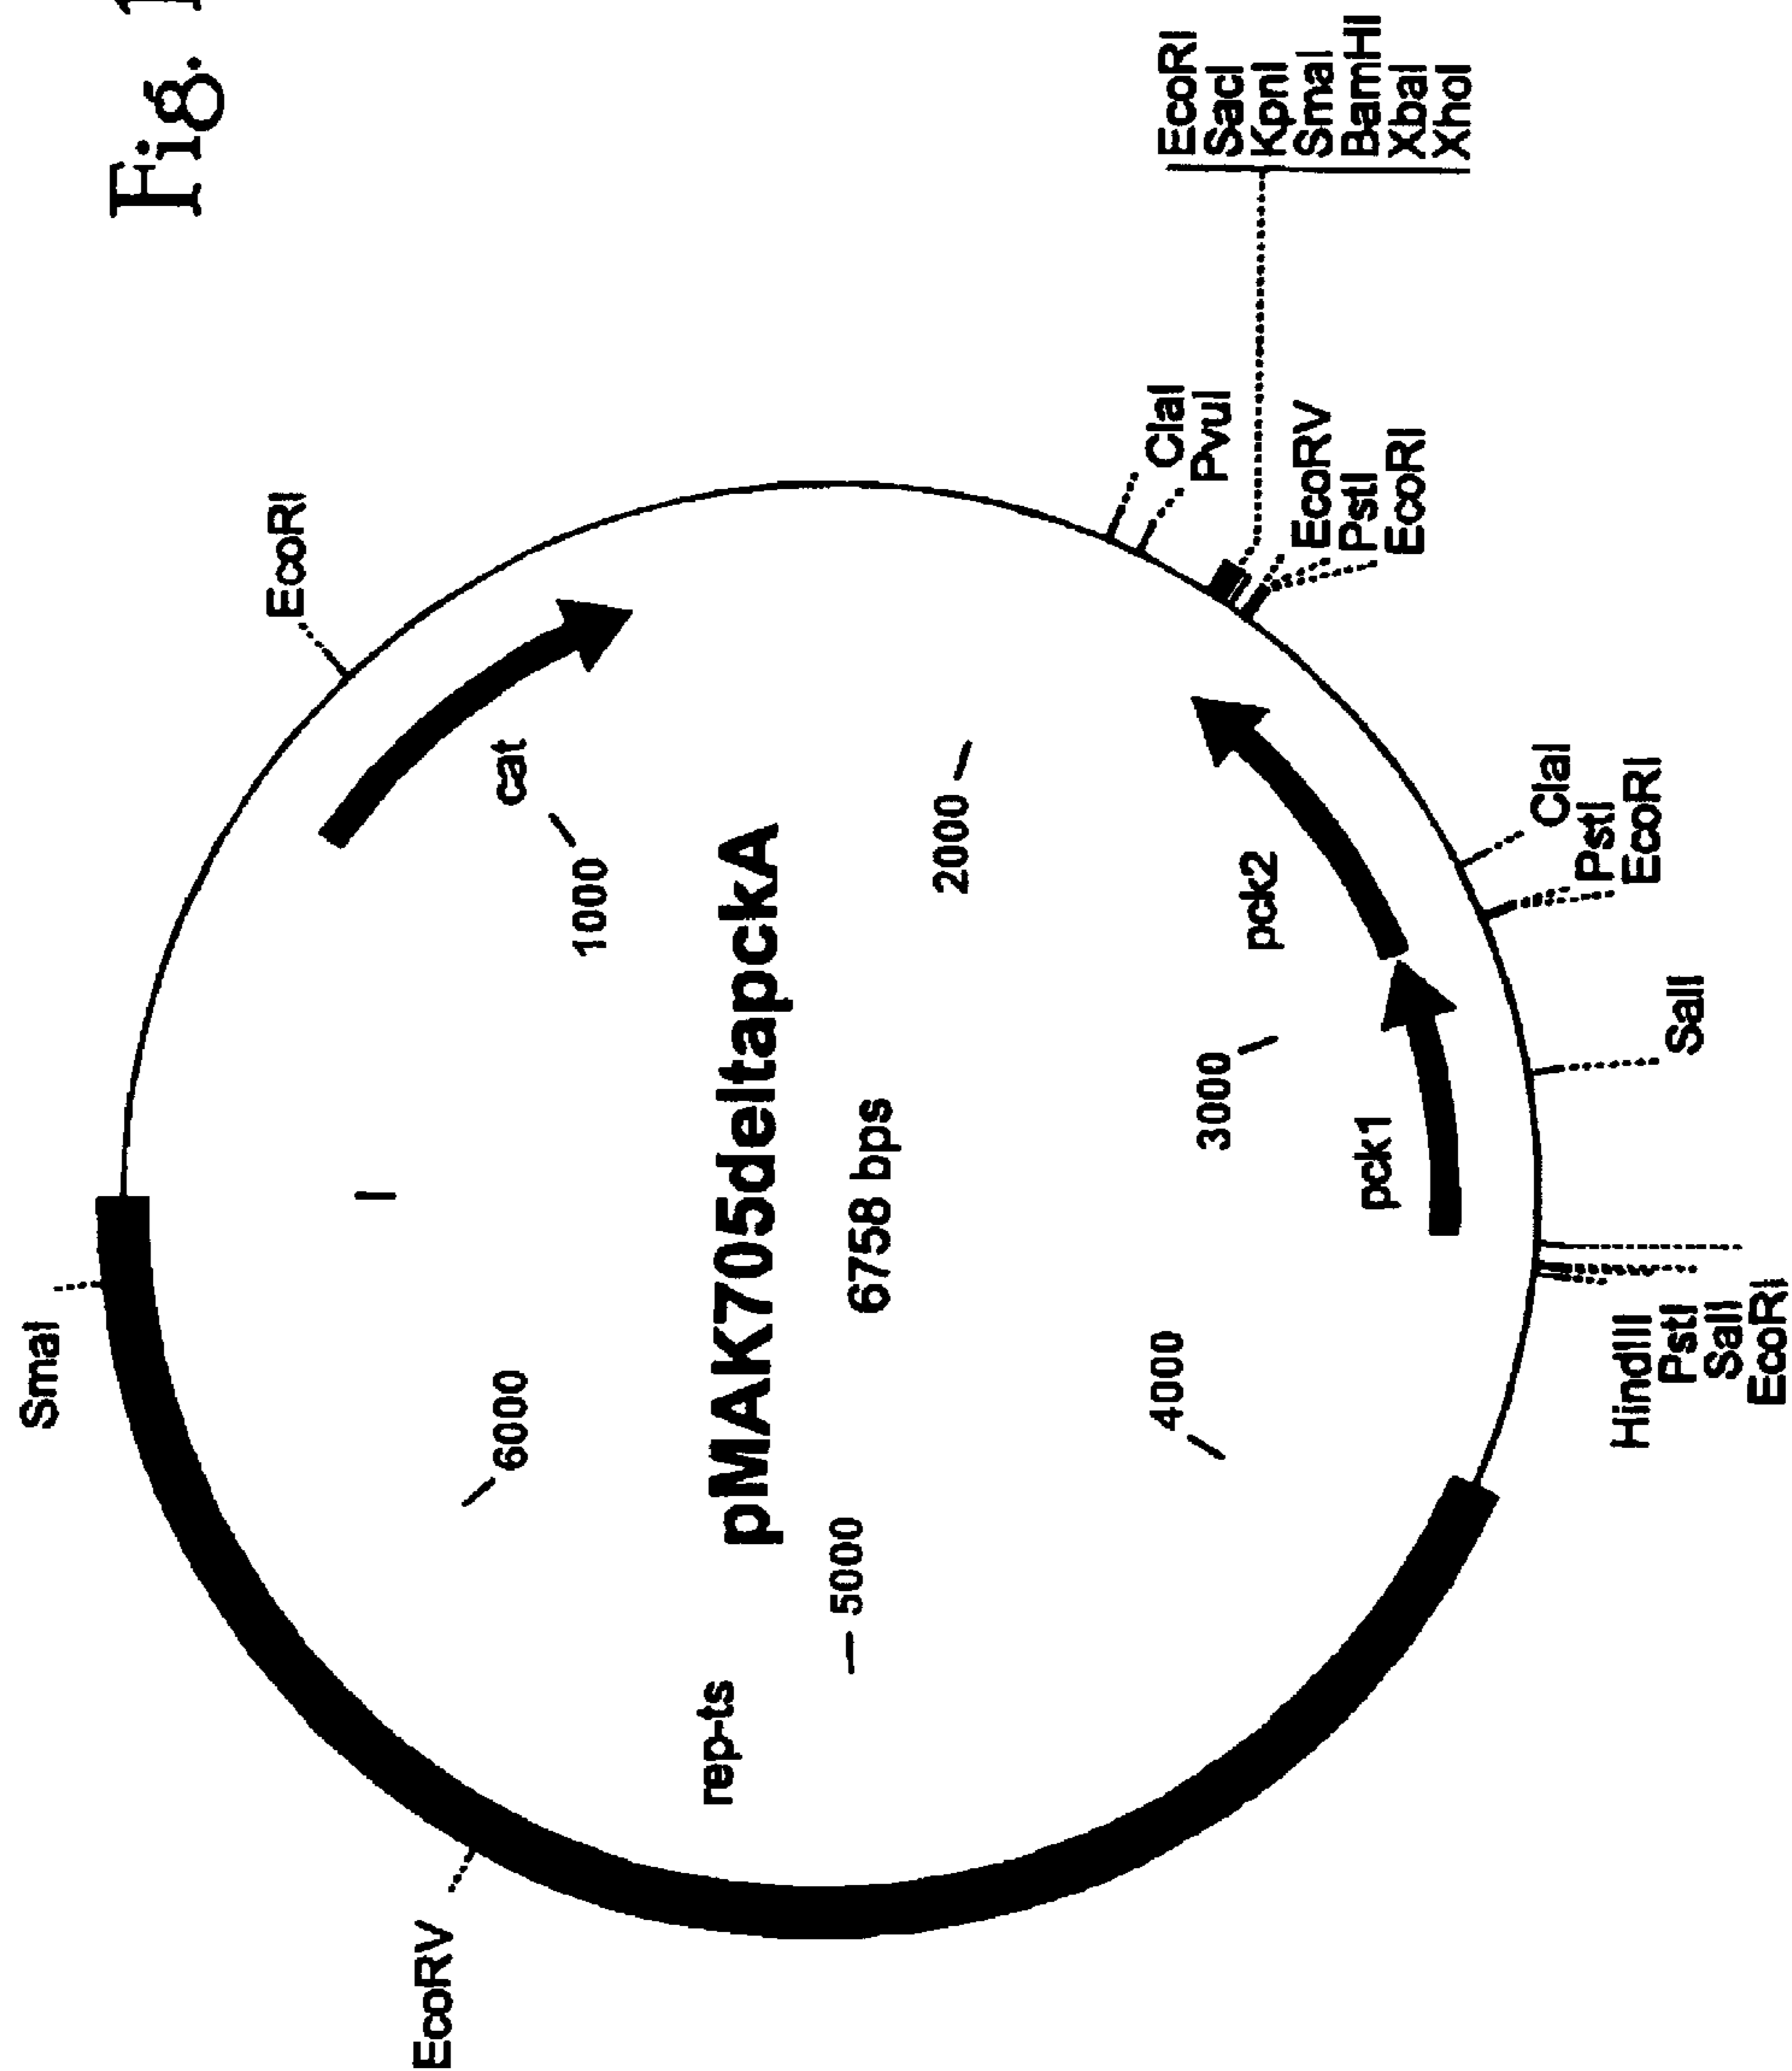 Fig. 1
SmaI
EcoRI
EcoRV
cat
6000
1000
rep-ts
pMAK705deltapckA
5000
6758 bps
2000
ClaI
PvuI
EcoRI
SacI
KpnI
SmaI
BamHI
XbaI
XhoI
EcoRV
PstI
EcoRI
4000
3000
pck2
pck1
ClaI
PstI
EcoRI
SalI
HindIII
PstI
SalI
EcoRI